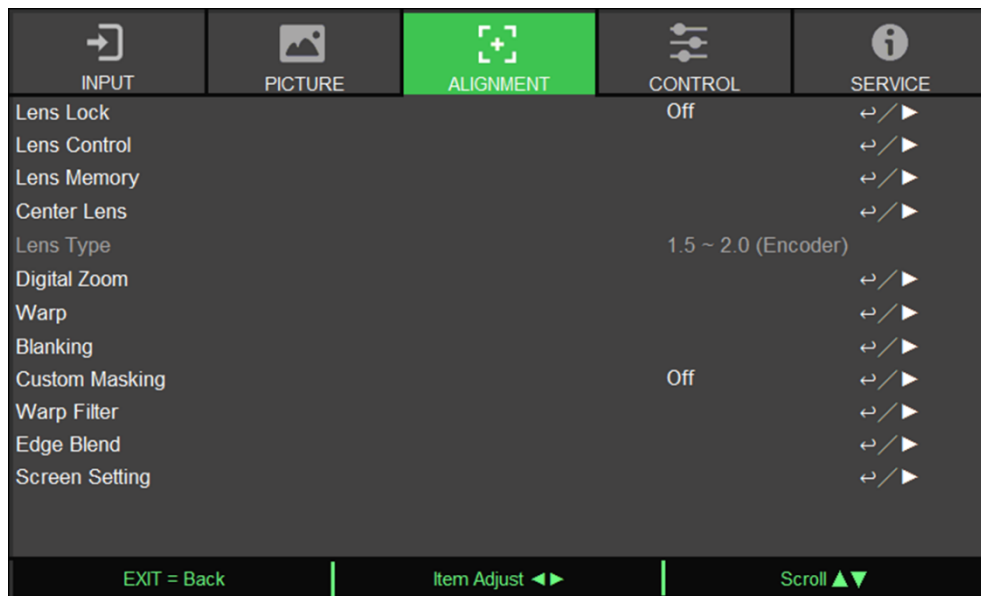 INPUT PICTURE ALIGNMENT CONTROL SERVICE
Lens Lock Off
Lens Control
Lens Memory
Center Lens
Lens Type 1.5 ~ 2.0 (Encoder)
Digital Zoom
Warp
Blanking
Custom Masking Off
Warp Filter
Edge Blend
Screen Setting
EXIT = Back Item Adjust ◄► Scroll ▲▼